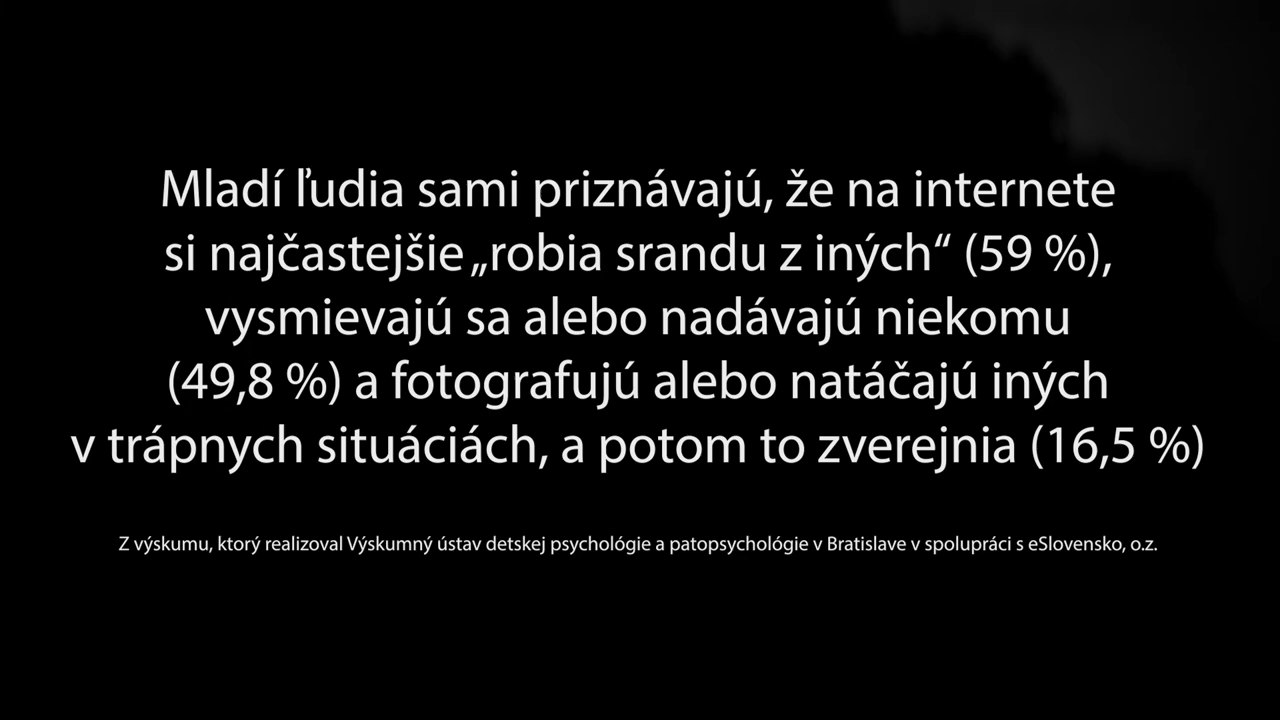 Mladí ľudia sami priznávajú, že na internete
si najčastejšie „robia srandu z iných“ (59 %),
vysmievajú sa alebo nadávajú niekomu
(49,8 %) a fotografujú alebo natáčajú iných
v trápnych situáciách, a potom to zverejnia (16,5 %)
Z výskumu, ktorý realizoval Výskumný ústav detskej psychológie a patopsychológie v Bratislave v spolupráci s eSlovensko, o.z.